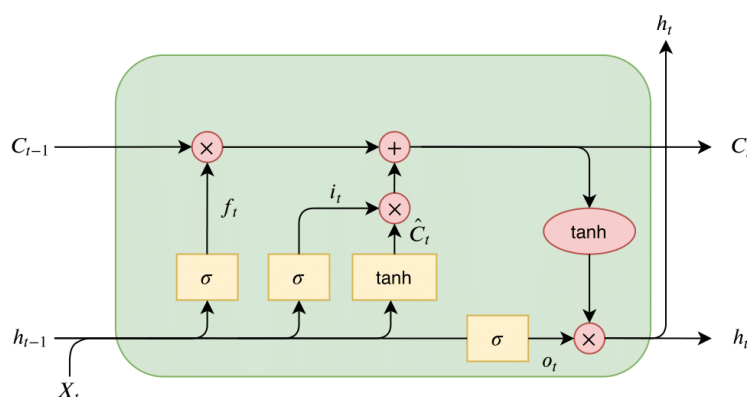 h_t
C_{t-1}
×
+
C_t
f_t
i_t
×
Ĉ_t
tanh
σ
σ
tanh
h_{t-1}
σ
×
h_t
o_t
X_t